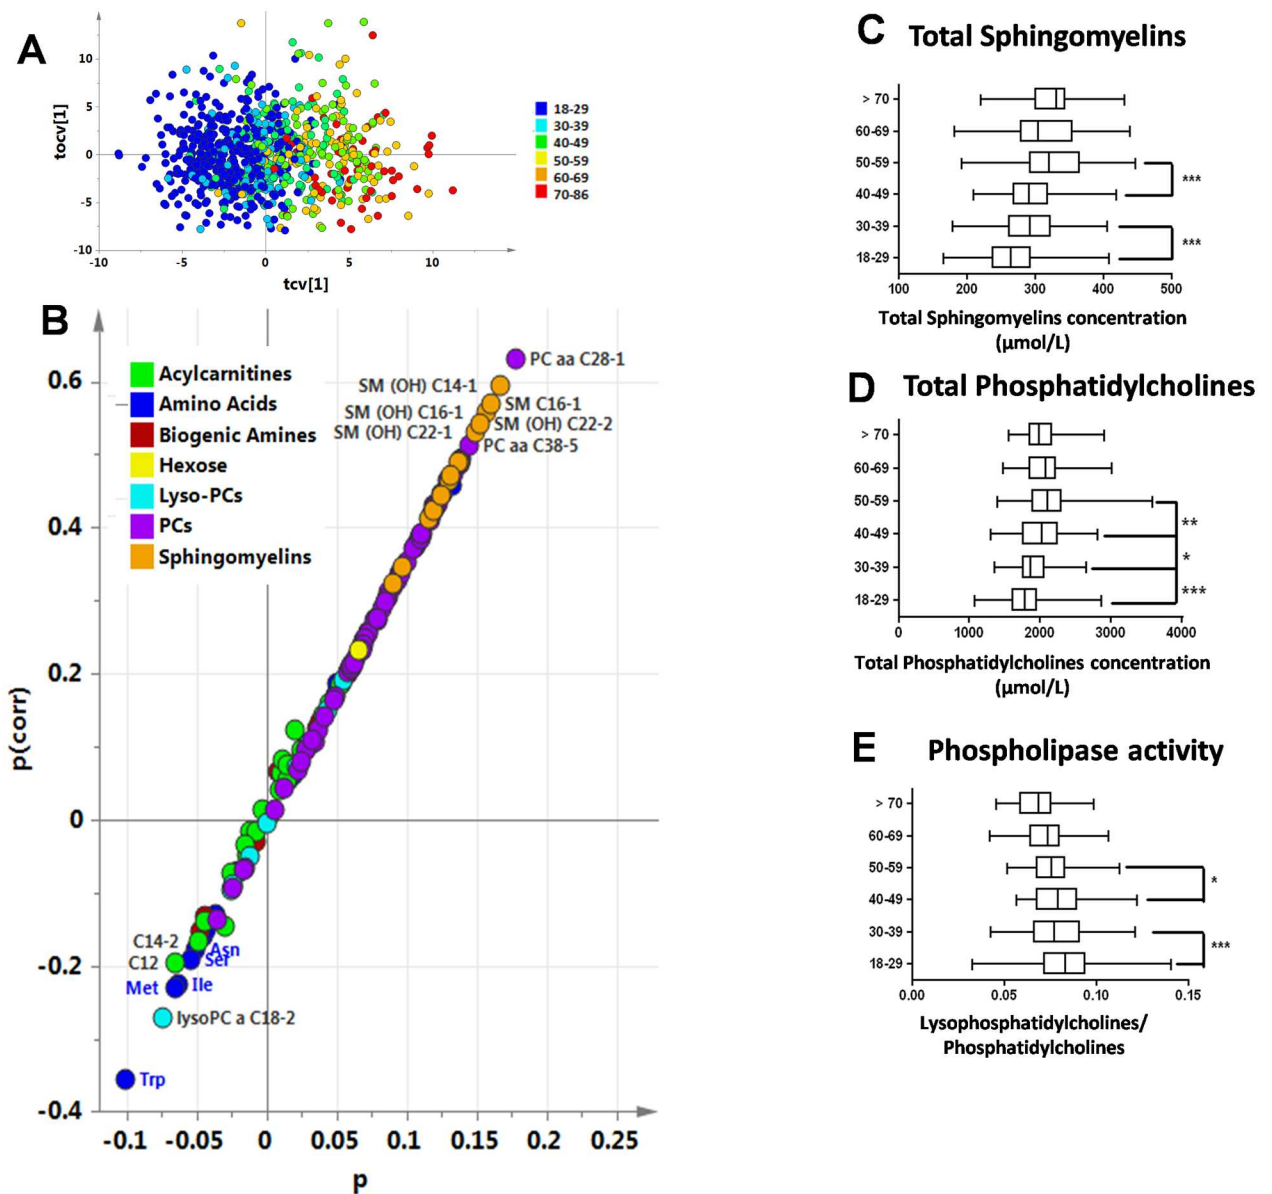 A
tocv[1]
10
5
0
-5
-10
-10 -5 0 5 10
tcv[1]
18-29
30-39
40-49
50-59
60-69
70-86
B
p(corr)
0.6
0.4
0.2
0
-0.2
-0.4
-0.1 -0.05 0 0.05 0.1 0.15 0.2 0.25
p
Acylcarnitines
Amino Acids
Biogenic Amines
Hexose
Lyso-PCs
PCs
Sphingomyelins
PC aa C28-1
SM (OH) C14-1
SM C16-1
SM (OH) C16-1
SM (OH) C22-2
SM (OH) C22-1
PC aa C38-5
C14-2
Asn
Ser
C12
Ile
Met
lysoPC a C18-2
Trp
C Total Sphingomyelins
> 70
60-69
50-59
***
40-49
30-39
***
18-29
100 200 300 400 500
Total Sphingomyelins concentration
(µmol/L)
D Total Phosphatidylcholines
> 70
60-69
50-59
**
40-49
*
30-39
***
18-29
0 1000 2000 3000 4000
Total Phosphatidylcholines concentration
(µmol/L)
E Phospholipase activity
> 70
60-69
50-59
*
40-49
30-39
***
18-29
0.00 0.05 0.10 0.15
Lysophosphatidylcholines/
Phosphatidylcholines